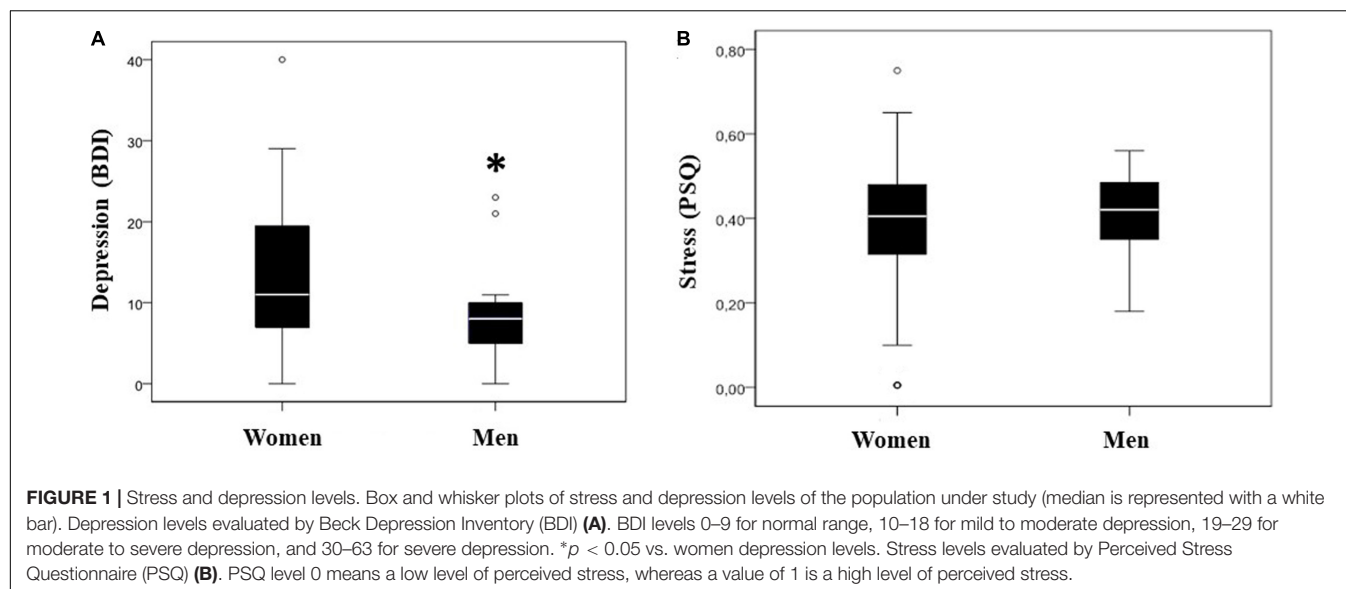 A
B
40
30
20
10
0
Depression (BDI)
*
Women
Men
0,80
0,60
0,40
0,20
0,00
Stress (PSQ)
Women
Men
FIGURE 1 | Stress and depression levels. Box and whisker plots of stress and depression levels of the population under study (median is represented with a white
bar). Depression levels evaluated by Beck Depression Inventory (BDI) (A). BDI levels 0–9 for normal range, 10–18 for mild to moderate depression, 19–29 for
moderate to severe depression, and 30–63 for severe depression. *p < 0.05 vs. women depression levels. Stress levels evaluated by Perceived Stress
Questionnaire (PSQ) (B). PSQ level 0 means a low level of perceived stress, whereas a value of 1 is a high level of perceived stress.